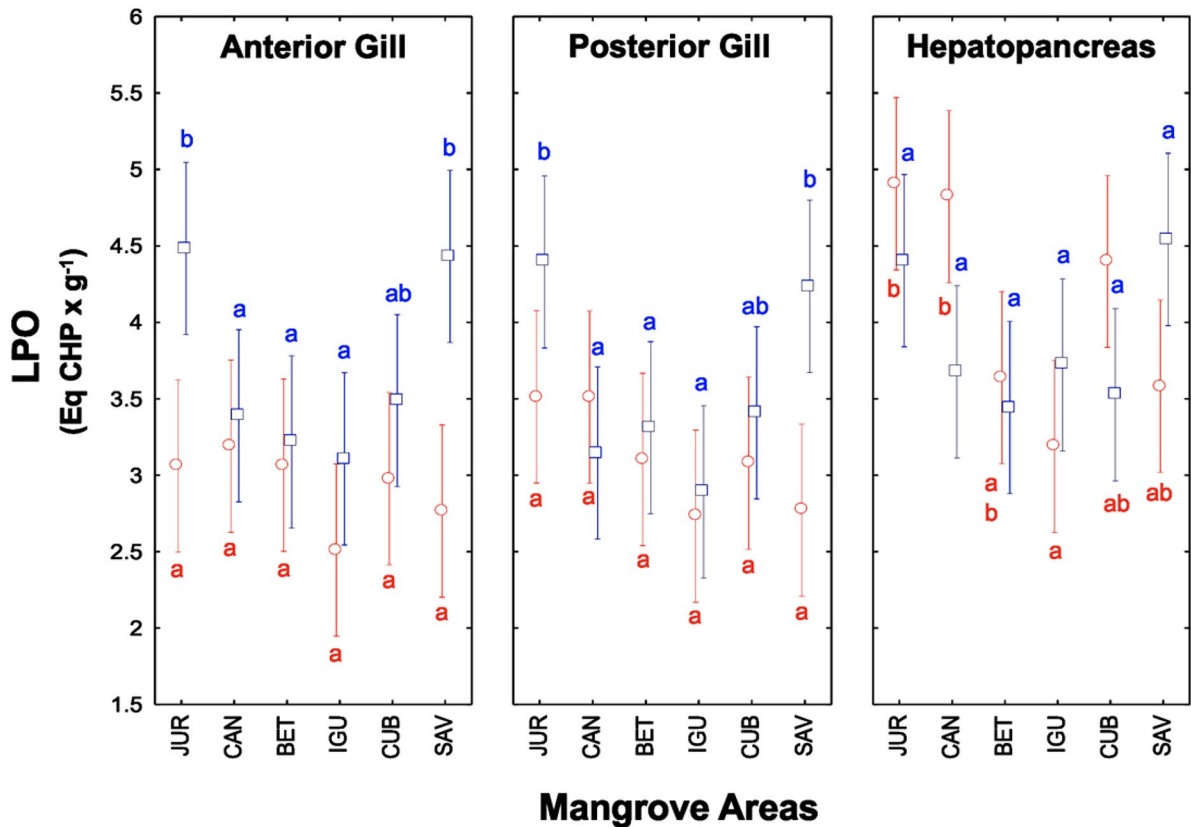 6
5.5
5
4.5
4
3.5
3
2.5
2
1.5
LPO
(Eq CHP x g-1)
Anterior Gill
b
a
a
a
ab
b
a
a
a
a
a
a
JUR
CAN
BET
IGU
CUB
SAV
Posterior Gill
b
a
a
a
ab
b
a
a
a
a
a
a
JUR
CAN
BET
IGU
CUB
SAV
Hepatopancreas
a
a
a
a
a
a
b
b
a
b
a
ab
ab
JUR
CAN
BET
IGU
CUB
SAV
Mangrove Areas